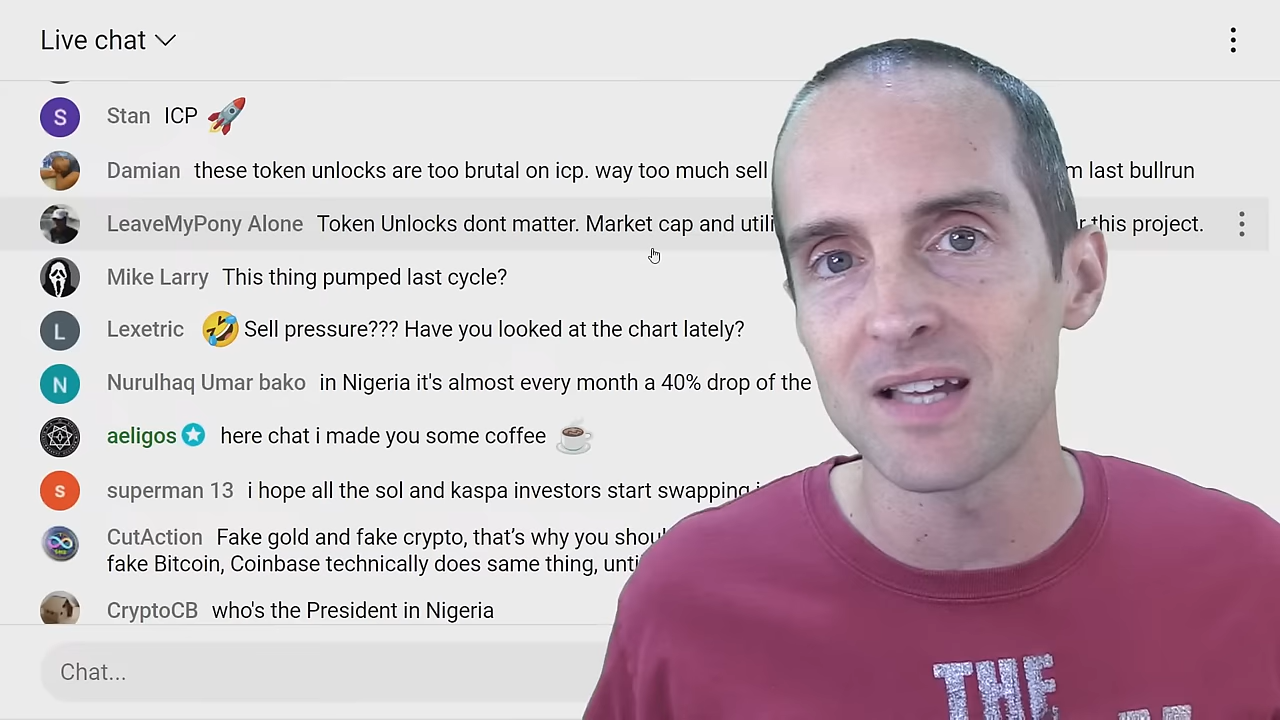 Live chat
Stan ICP
Damian these token unlocks are too brutal on icp. way too much sell last bullrun
LeaveMyPony Alone Token Unlocks dont matter. Market cap and this project.
Mike Larry This thing pumped last cycle?
Lexetric Sell pressure??? Have you looked at the chart lately?
Nurulhaq Umar bako in Nigeria it's almost every month a 40% drop of the
aeligos here chat i made you some coffee
superman 13 i hope all the sol and kaspa investors start swapping
CutAction Fake gold and fake crypto, that's why you
fake Bitcoin, Coinbase technically does same thing,
CryptoCB who's the President in Nigeria
Chat...
S
L
N
s
THE